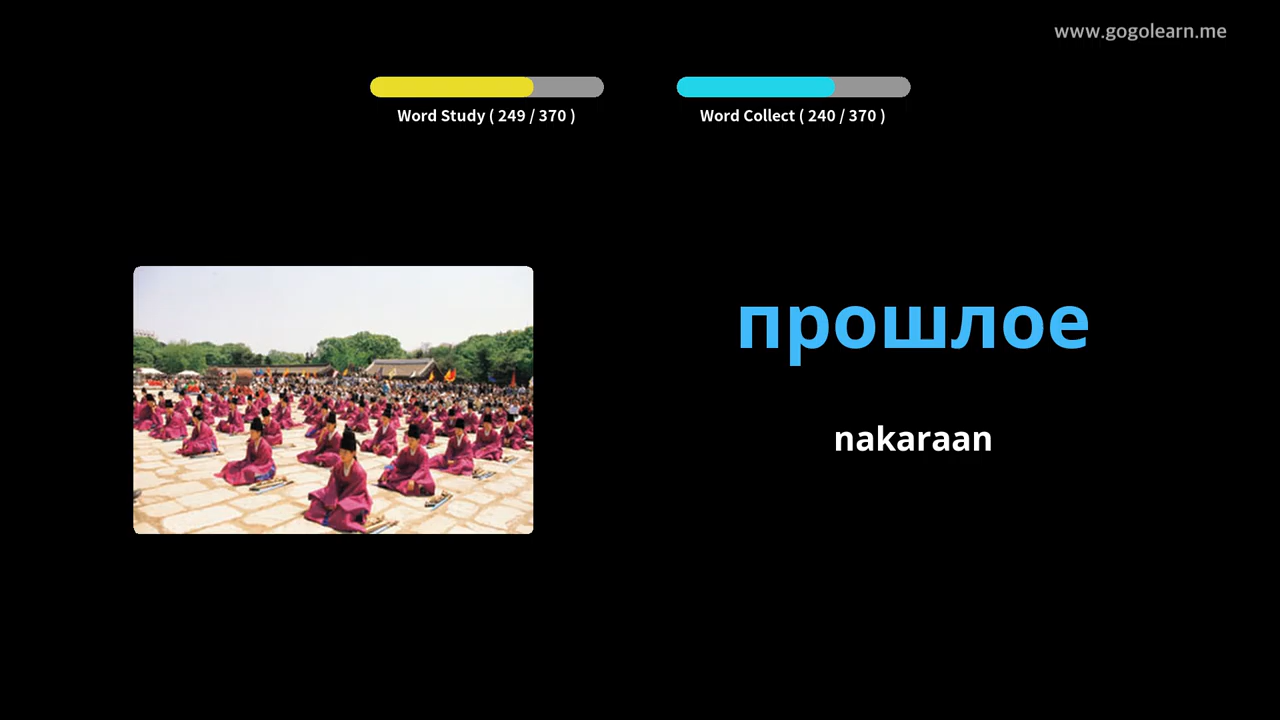 www.gogolearn.me
Word Study ( 249 / 370 )
Word Collect ( 240 / 370 )
прошлое
nakaraan